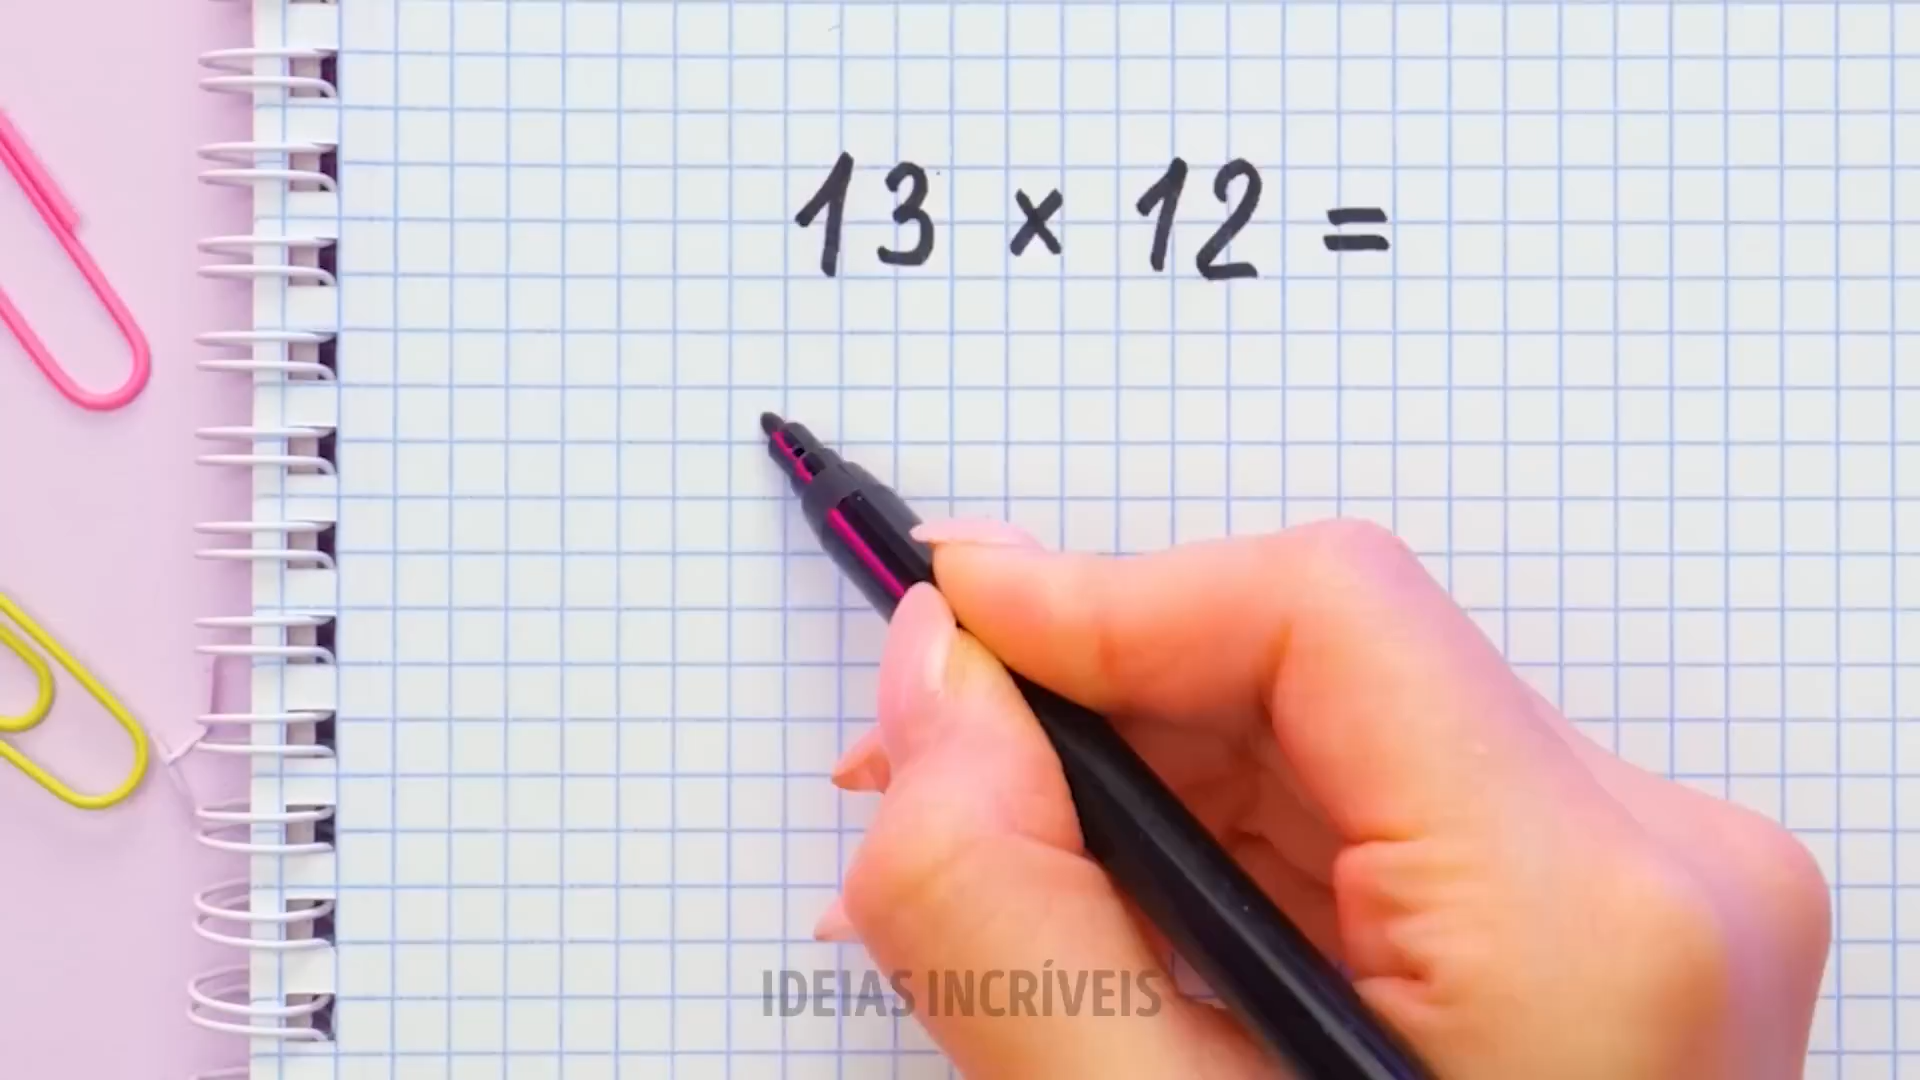 13 × 12 =
IDEIAS INCRÍVEIS